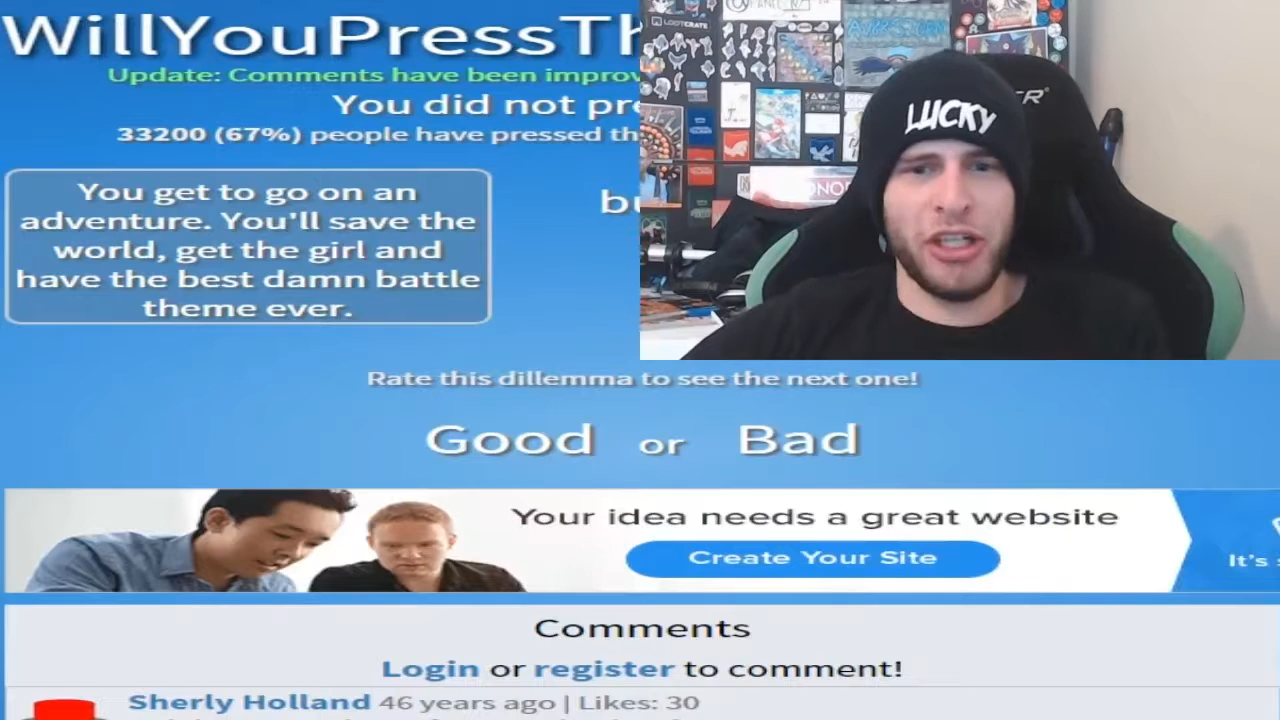 WillYouPressTh
Update: Comments have been improv
You did not pre
33200 (67%) people have pressed th
You get to go on an
adventure. You'll save the
world, get the girl and
have the best damn battle
theme ever.
bu
LUCKY
Rate this dillemma to see the next one!
Good or Bad
Your idea needs a great website
Create Your Site
It's
Comments
Login or register to comment!
Sherly Holland 46 years ago | Likes: 30